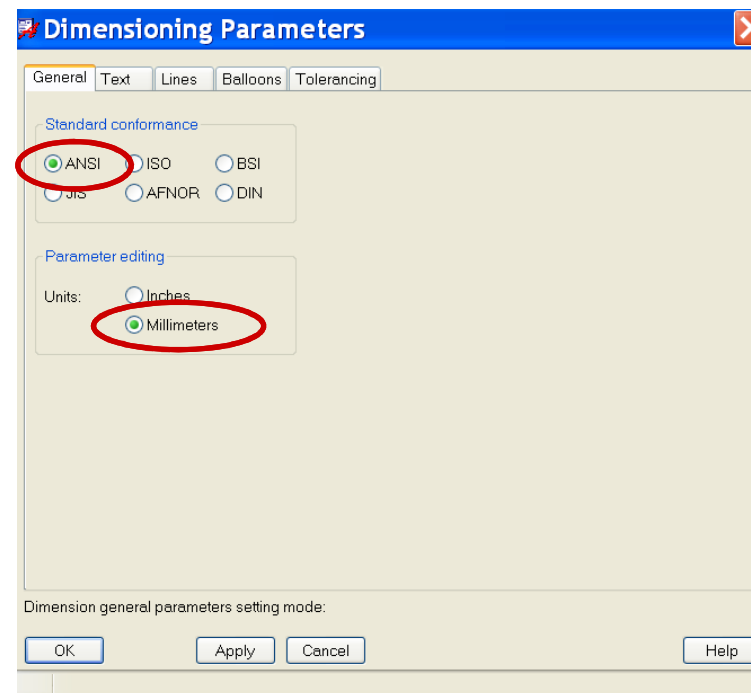 Dimensioning Parameters
General Text Lines Balloons Tolerancing
Standard conformance
ANSI ISO BSI
JIS AFNOR DIN
Parameter editing
Units: Inches
Millimeters
Dimension general parameters setting mode:
OK Apply Cancel Help